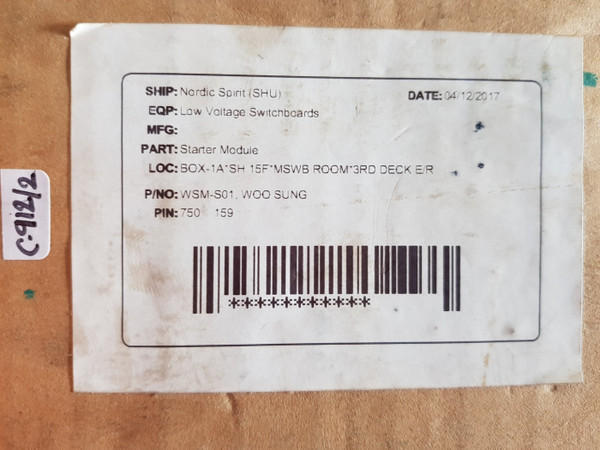 SHIP: Nordic Spirit (SHU)
DATE: 04/12/2017
EQP: Low Voltage Switchboards
MFG:
PART: Starter Module
LOC: BOX-1A*SH 15F*MSWB ROOM*3RD DECK E/R
P/NO: WSM-S01, WOO SUNG
PIN: 750 159
***********
C-912/2